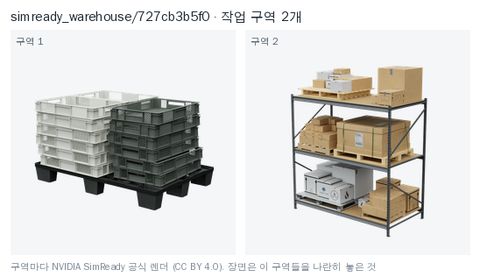 simready_warehouse/727cb3b5f0 · 작업 구역 2개
구역 1
구역 2
구역마다 NVIDIA SimReady 공식 렌더 (CC BY 4.0). 장면은 이 구역들을 나란히 놓은 것